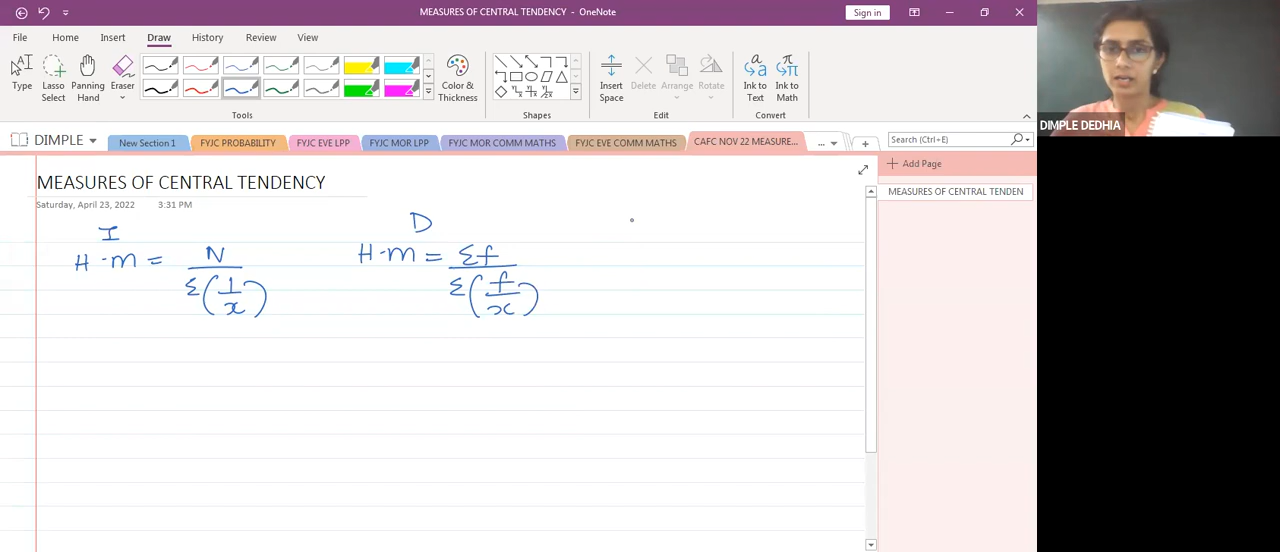 MEASURES OF CENTRAL TENDENCY - OneNote
Sign in
File Home Insert Draw History Review View
Type
Lasso Select
Panning Hand
Eraser
Color & Thickness
Insert Space
Delete
Arrange
Rotate
Ink to Text
Ink to Math
Tools
Shapes
Edit
Convert
DIMPLE
New Section 1
FYJC PROBABILITY
FYJC EVE LPP
FYJC MOR LPP
FYJC MOR COMM MATHS
FYJC EVE COMM MATHS
CAFC NOV 22 MEASURE...
...
Search (Ctrl+E)
Add Page
MEASURES OF CENTRAL TENDEN
MEASURES OF CENTRAL TENDENCY
Saturday, April 23, 2022 3:31 PM
I
H·M = N / Σ(1/x)
D
H·M = Σf / Σ(f/x)
DIMPLE DEDHIA